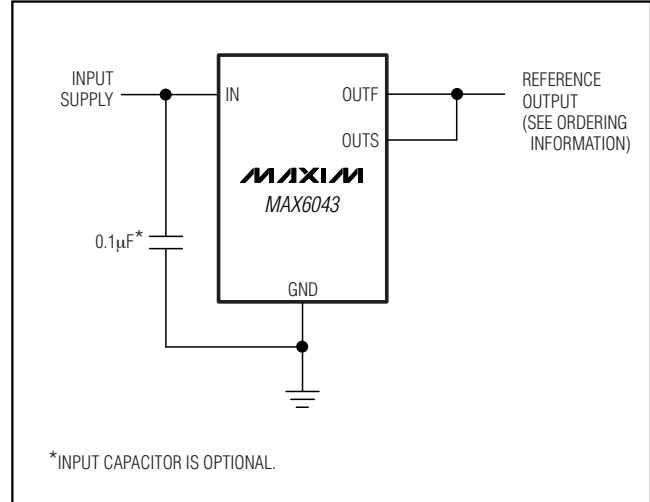 INPUT
SUPPLY
IN
OUTF
REFERENCE
OUTPUT
(SEE ORDERING
INFORMATION)
OUTS
MAXIM
MAX6043
0.1µF*
GND
*INPUT CAPACITOR IS OPTIONAL.